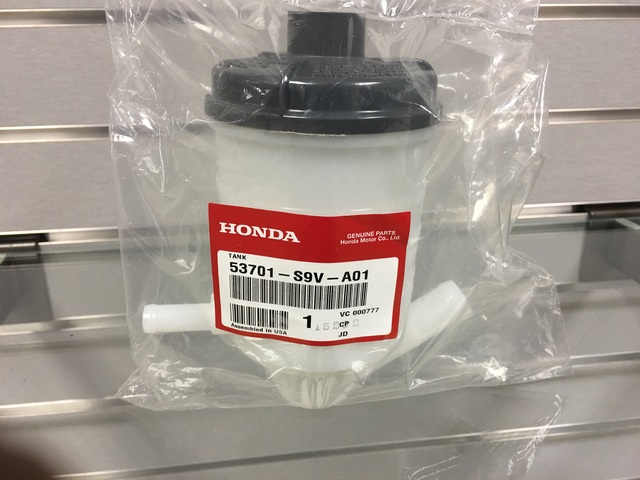 HONDA
GENUINE PARTS
Honda Motor Co., Ltd.
TANK
53701-S9V-A01
VC 000777
1
CP
Assembled in USA
JD